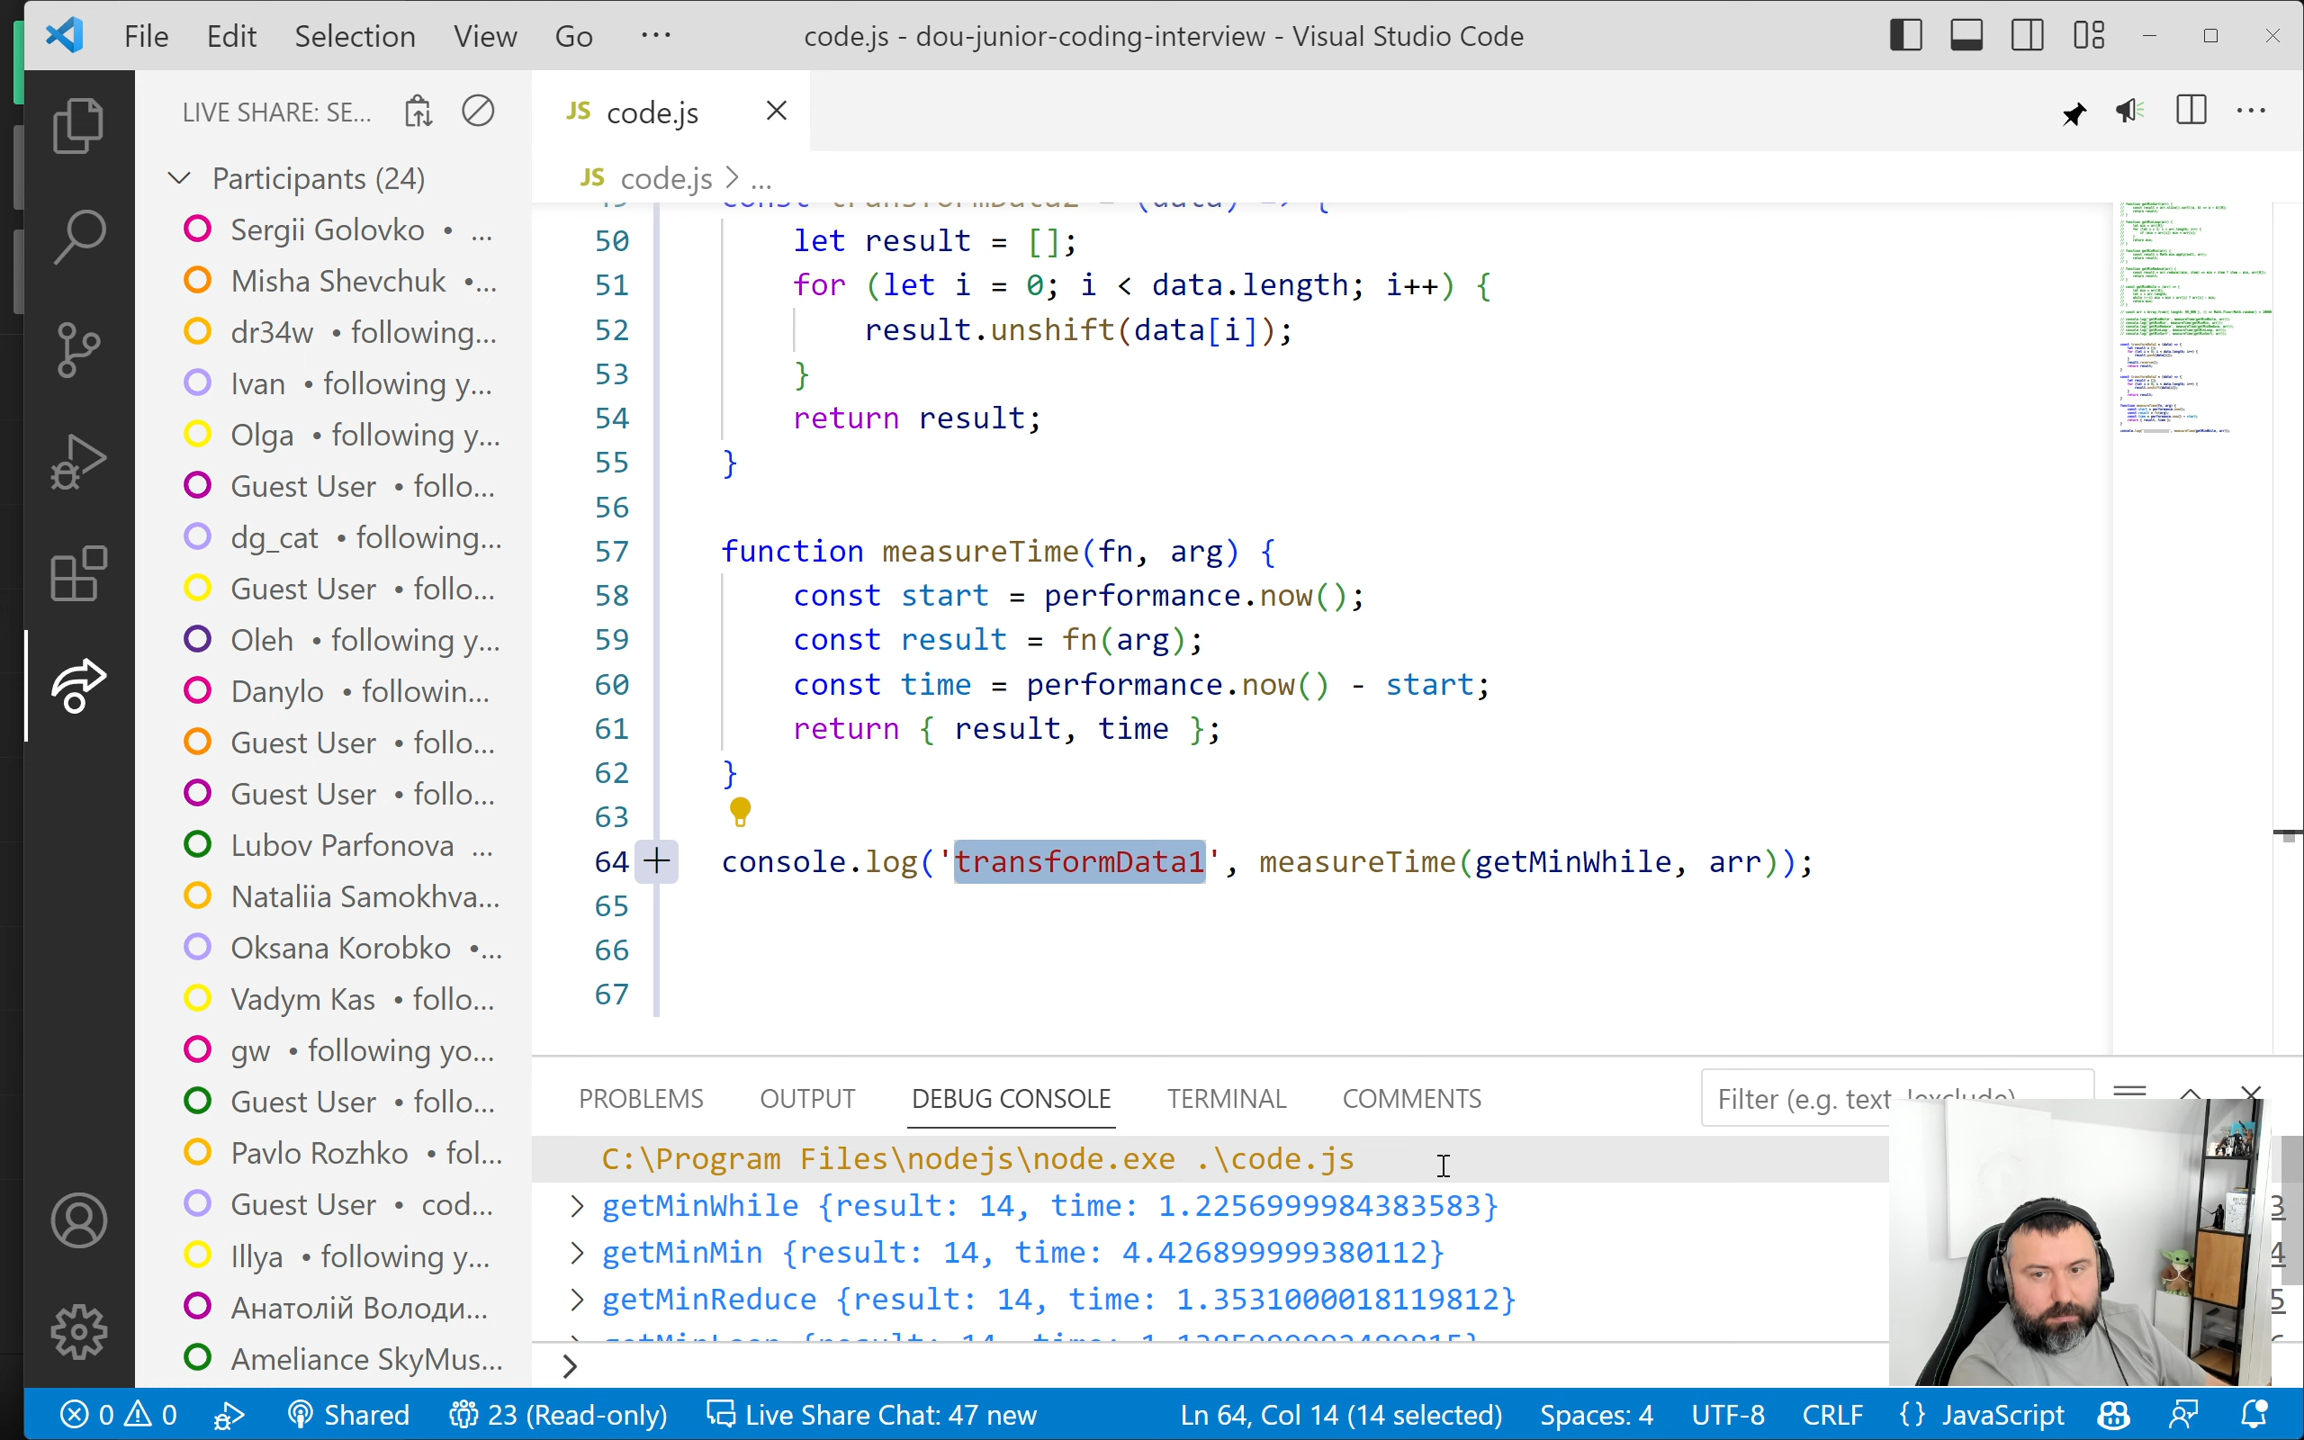 File Edit Selection View Go ··· code.js - dou-junior-coding-interview - Visual Studio Code
LIVE SHARE: SE...
Participants (24)
Sergii Golovko • ...
Misha Shevchuk •...
dr34w • following...
Ivan • following y...
Olga • following y...
Guest User • follo...
dg_cat • following...
Guest User • follo...
Oleh • following y...
Danylo • followin...
Guest User • follo...
Guest User • follo...
Lubov Parfonova ...
Nataliia Samokhva...
Oksana Korobko •...
Vadym Kas • follo...
gw • following yo...
Guest User • follo...
Pavlo Rozhko • fol...
Guest User • cod...
Illya • following y...
Анатолій Володи...
Ameliance SkyMus...
JS code.js
JS code.js > ...
50 let result = [];
51 for (let i = 0; i < data.length; i++) {
52 result.unshift(data[i]);
53 }
54 return result;
55 }
56
57 function measureTime(fn, arg) {
58 const start = performance.now();
59 const result = fn(arg);
60 const time = performance.now() - start;
61 return { result, time };
62 }
63
64 console.log('transformData1', measureTime(getMinWhile, arr));
65
66
67
PROBLEMS OUTPUT DEBUG CONSOLE TERMINAL COMMENTS Filter (e.g. text,
C:\Program Files\nodejs\node.exe .\code.js
> getMinWhile {result: 14, time: 1.2256999984383583}
> getMinMin {result: 14, time: 4.426899999380112}
> getMinReduce {result: 14, time: 1.3531000018119812}
>
0 0 Shared 23 (Read-only) Live Share Chat: 47 new Ln 64, Col 14 (14 selected) Spaces: 4 UTF-8 CRLF {} JavaScript